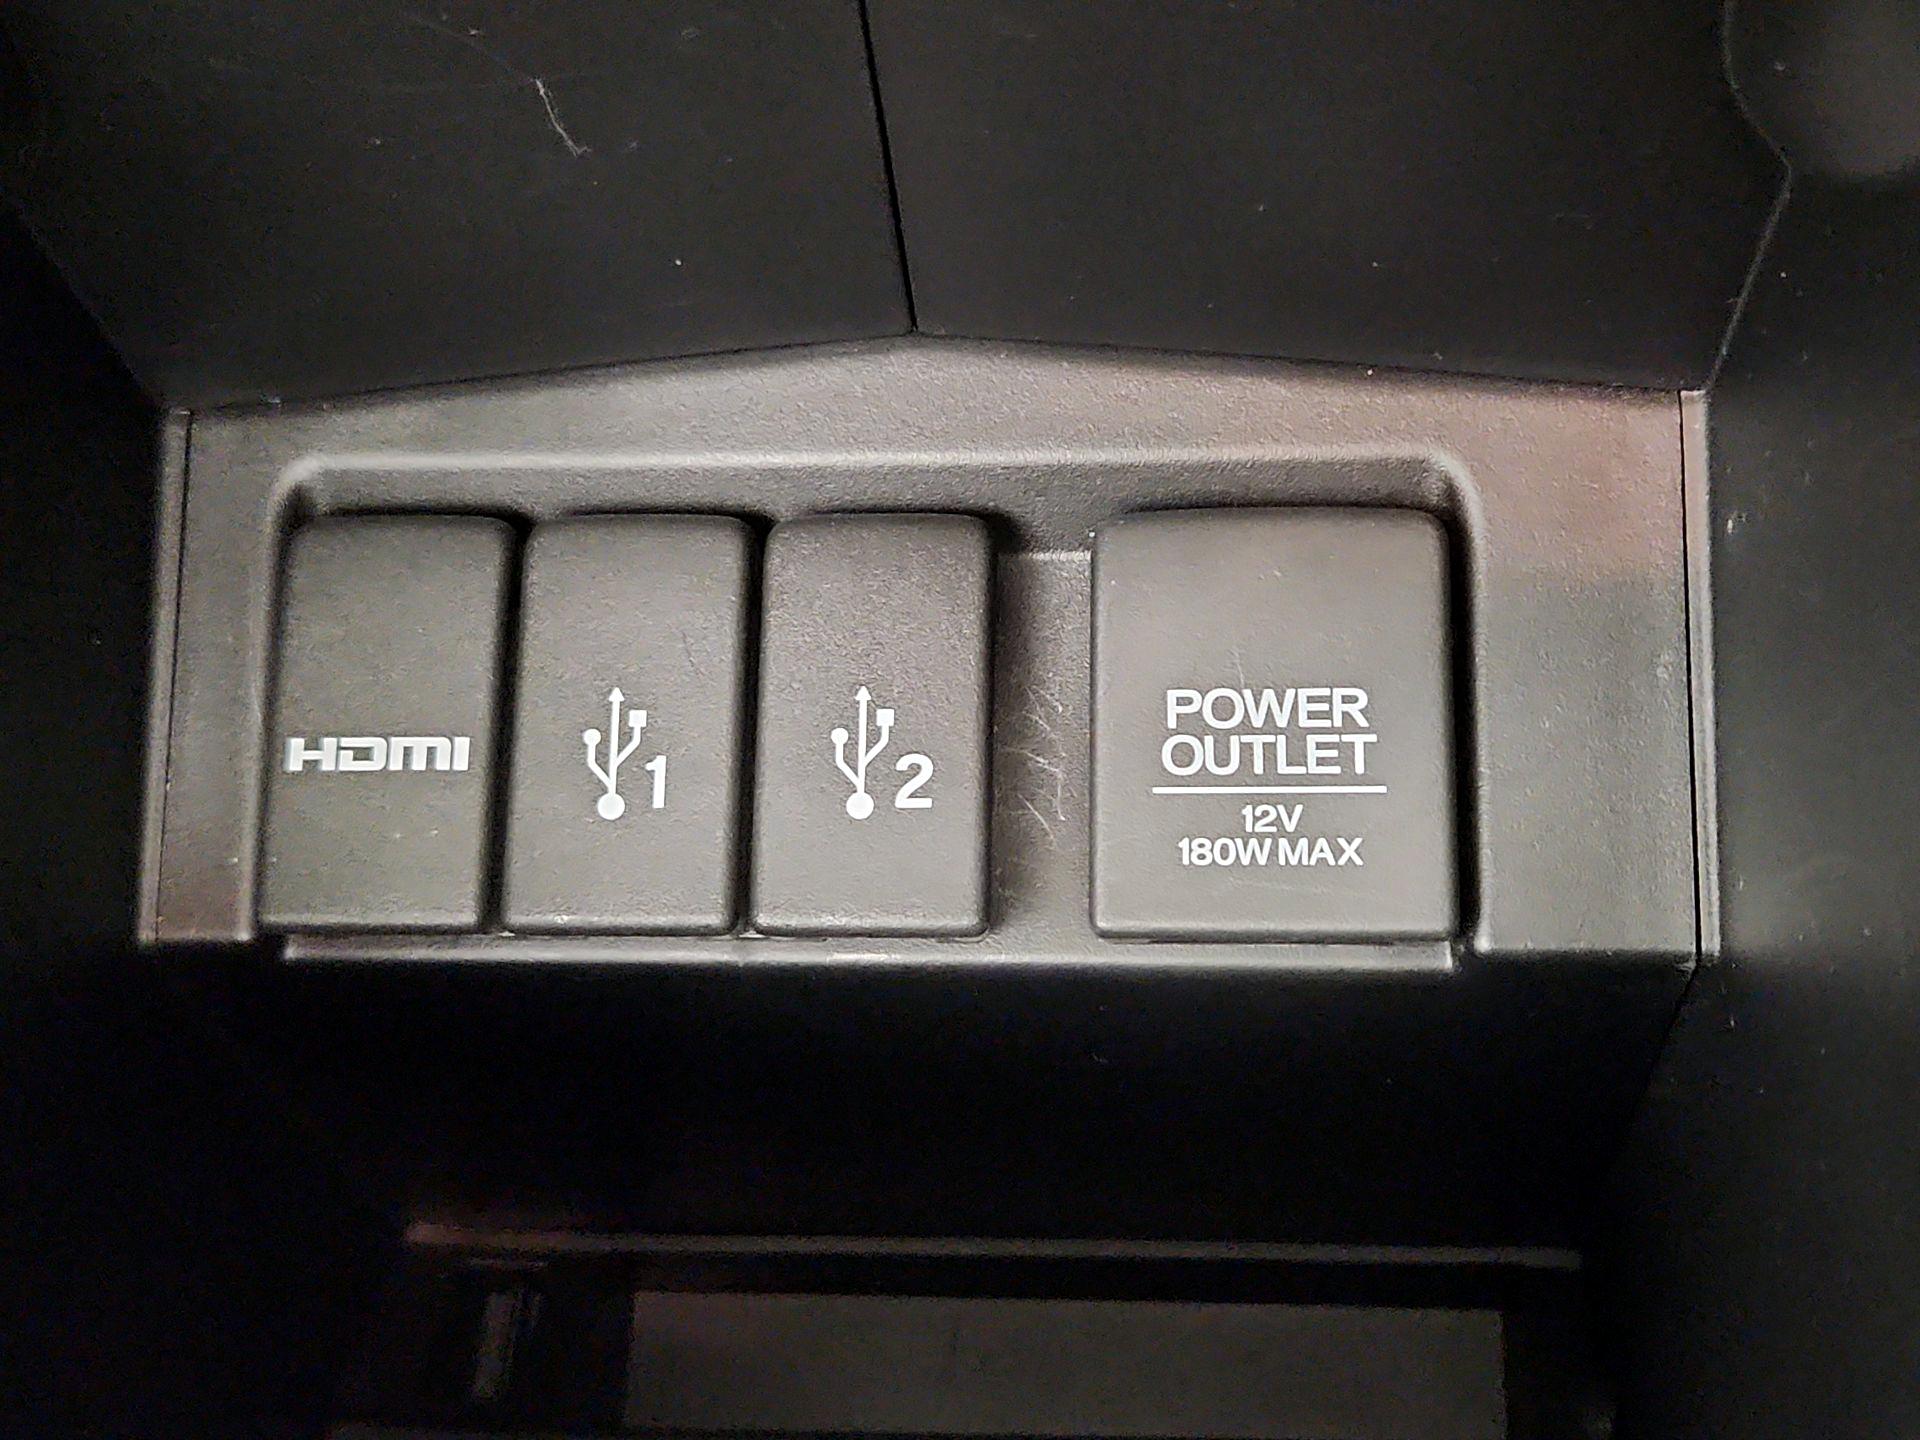 HDMI
1
2
POWER
OUTLET
12V
180W MAX